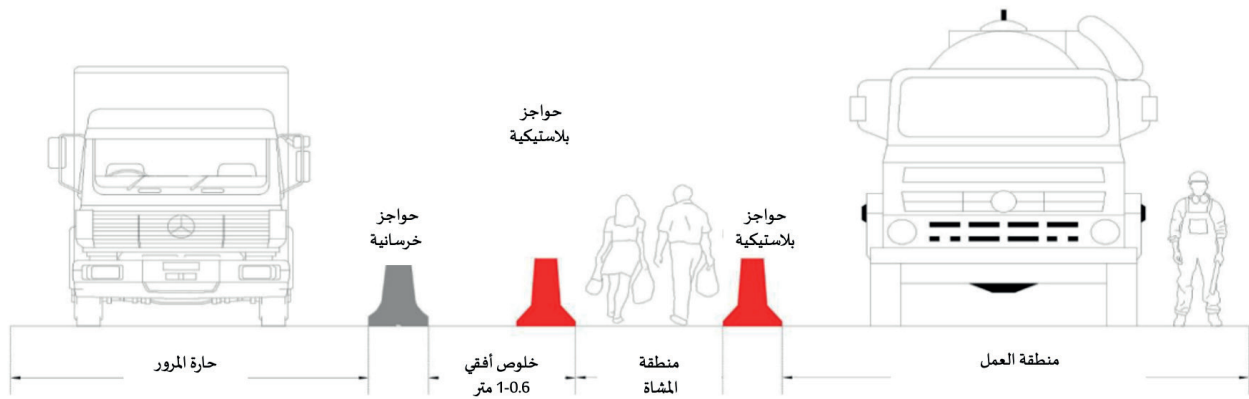 حواجز
بلاستيكية
حواجز
بلاستيكية
حواجز
خرسانية
منطقة العمل
منطقة
المشاة
خلوص أفقي
0.6-1 متر
حارة المرور